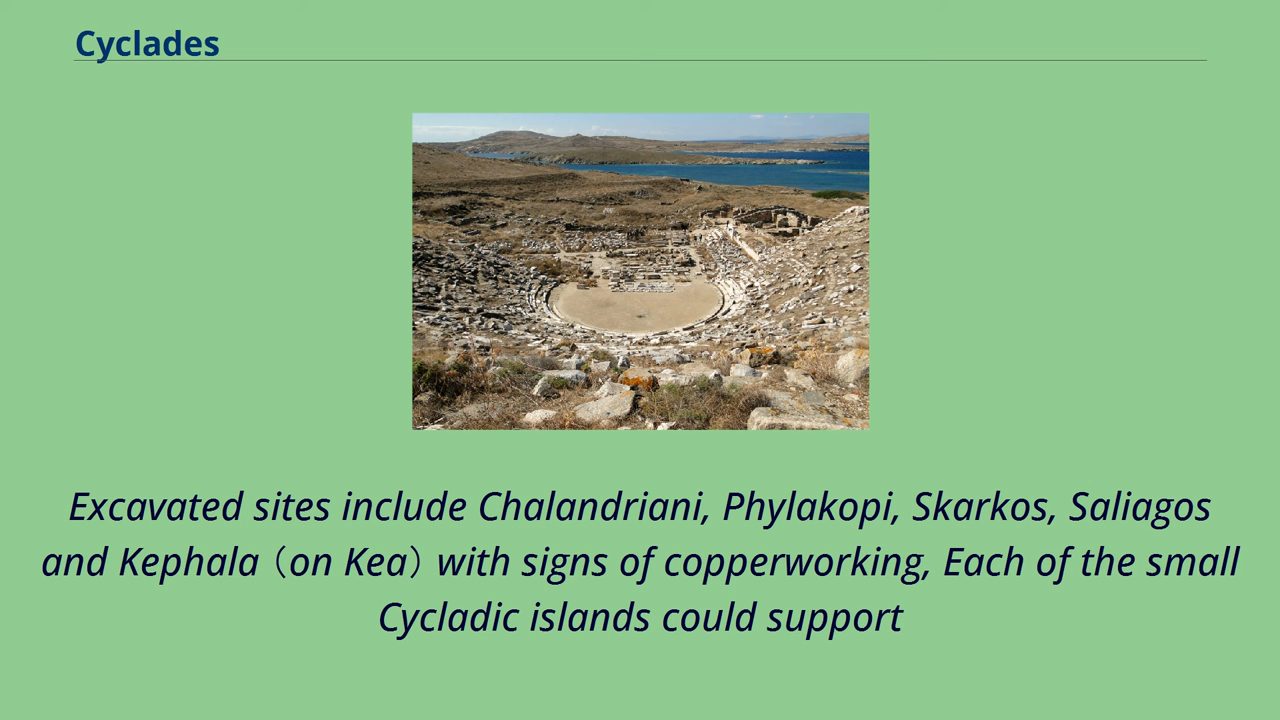 Cyclades
Excavated sites include Chalandriani, Phylakopi, Skarkos, Saliagos
and Kephala（on Kea）with signs of copperworking, Each of the small
Cycladic islands could support